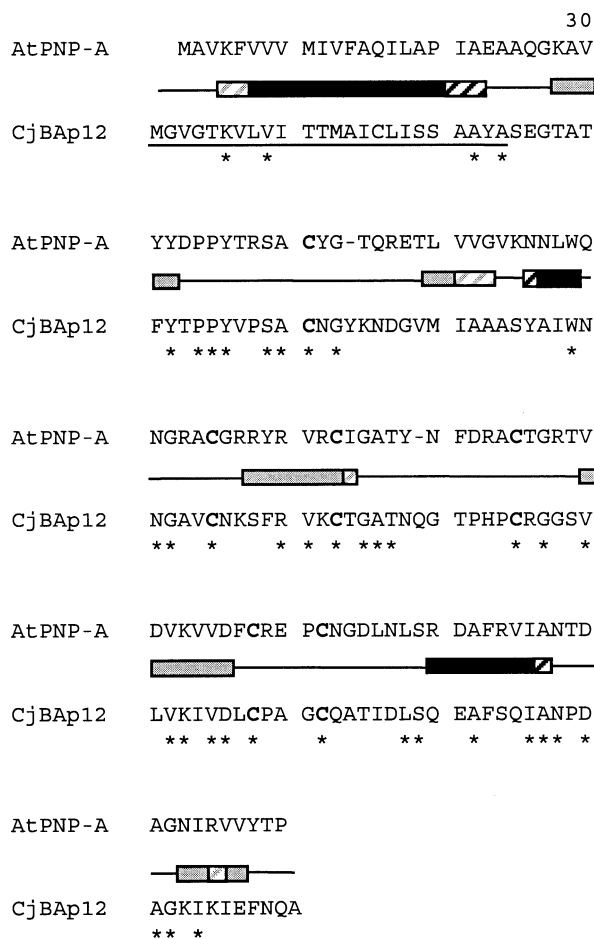 30
AtPNP-A MAVKFVVV MIVFAQILAP IAEAAQGKAV
CjBAp12 MGVGTKVLVI TTMAICLISS AAYASEGTAT
* * * *
AtPNP-A YYDPPYTRSA CYG-TQRETL VVGVKNNLWQ
CjBAp12 FYTPPYVPSA CNGYKNDGVM IAAASYAIWN
* *** ** * * *
AtPNP-A NGRACGRRYR VRCIGATY-N FDRACTGRTV
CjBAp12 NGAVCNKSFR VKCTGATNQG TPHPCRGGSV
** * * * *** * * *
AtPNP-A DVKVVDFCRE PCNGDLNLSR DAFRVIANTD
CjBAp12 LVKIVDLCPA GCQATIDLSQ EAFSQIANPD
** ** * * ** * *** *
AtPNP-A AGNIRVVYTP
CjBAp12 AGKIKIEFNQA
** *